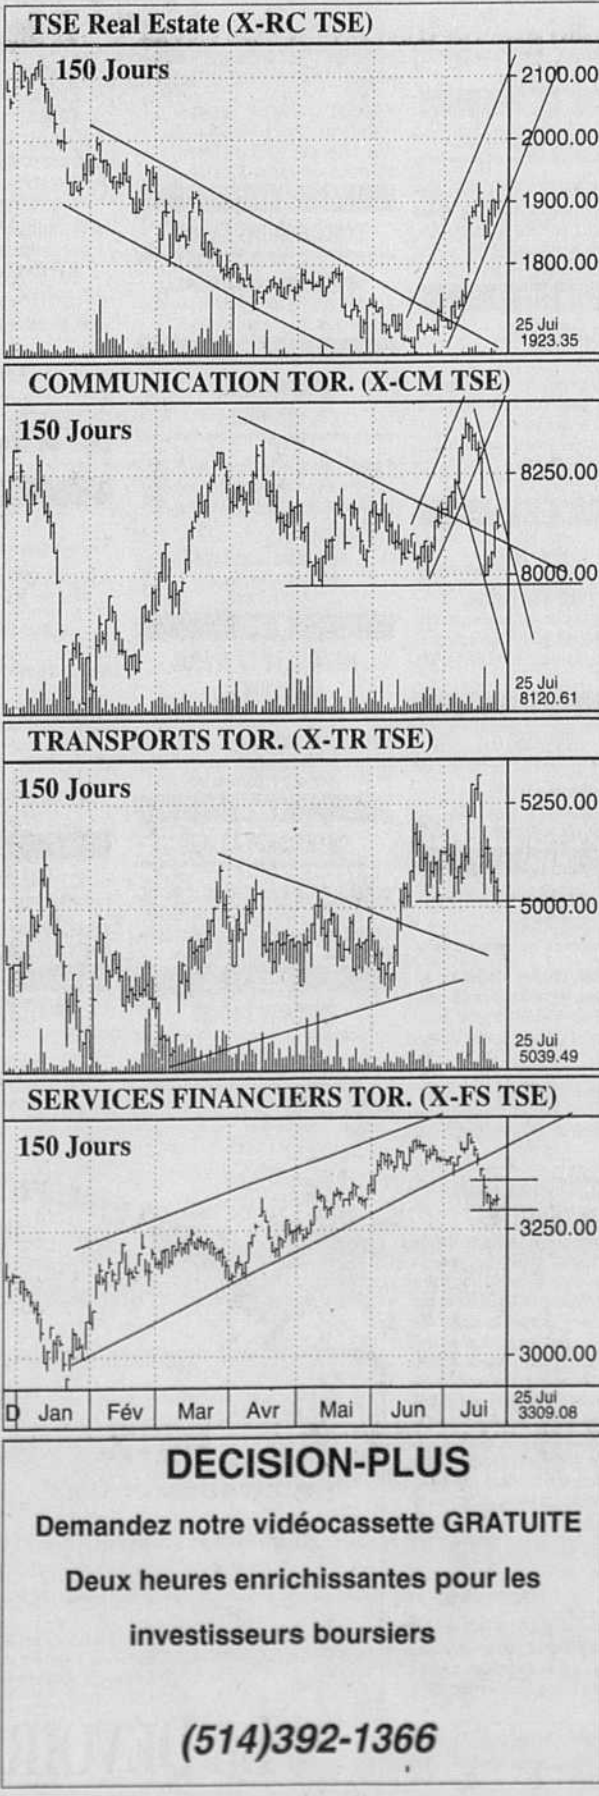 TSE Real Estate (X-RC TSE)
150 Jours
2100.00
2000.00
1900.00
1800.00
25 Jui
1923.35
COMMUNICATION TOR. (X-CM TSE)
150 Jours
8250.00
8000.00
25 Jui
8120.61
TRANSPORTS TOR. (X-TR TSE)
150 Jours
5250.00
5000.00
25 Jui
5039.49
SERVICES FINANCIERS TOR. (X-FS TSE)
150 Jours
3250.00
3000.00
D Jan Fév Mar Avr Mai Jun Jui
25 Jui
3309.08
DECISION-PLUS
Demandez notre vidéocassette GRATUITE
Deux heures enrichissantes pour les
investisseurs boursiers
(514)392-1366